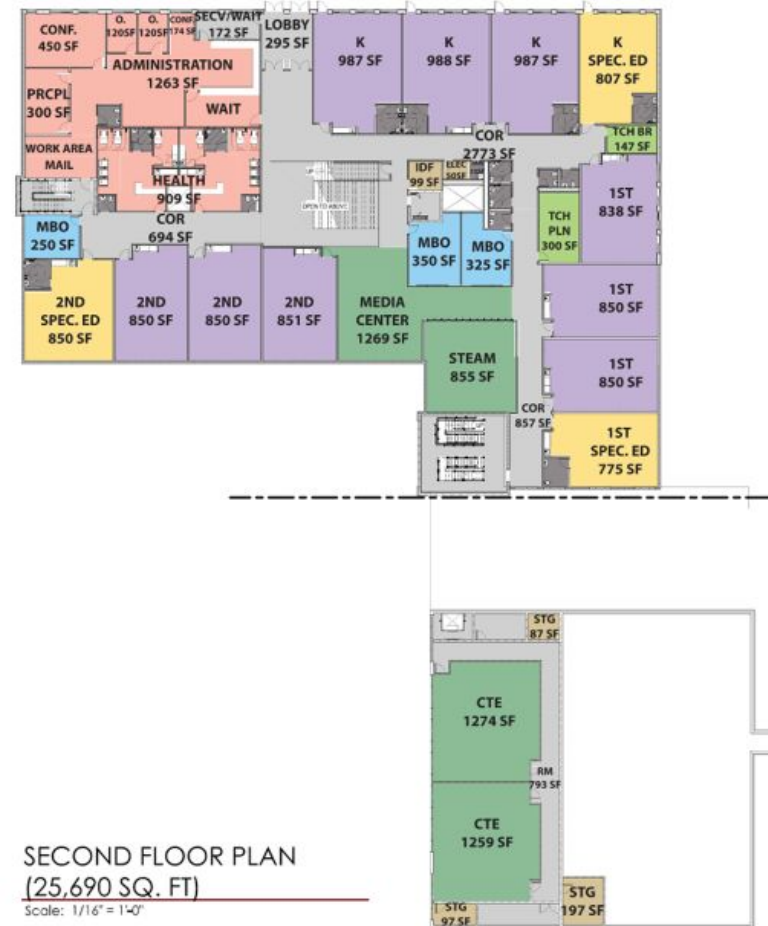 CONF.
450 SF
O.
120SF
O.
120SF
CONF.
174 SF
SECV/WAIT
172 SF
LOBBY
295 SF
K
987 SF
K
988 SF
K
987 SF
K
SPEC. ED
807 SF
ADMINISTRATION
1263 SF
PRCPL
300 SF
WAIT
WORK AREA
MAIL
HEALTH
909 SF
COR
2773 SF
TCH BR
147 SF
IDF
99 SF
ELEC
50SF
UP
OPEN TO ABOVE
1ST
838 SF
TCH
PLN
300 SF
COR
694 SF
MBO
250 SF
MBO
350 SF
MBO
325 SF
2ND
SPEC. ED
850 SF
2ND
850 SF
2ND
850 SF
2ND
851 SF
MEDIA
CENTER
1269 SF
1ST
850 SF
STEAM
855 SF
1ST
850 SF
COR
857 SF
1ST
SPEC. ED
775 SF
STG
87 SF
CTE
1274 SF
RM
793 SF
CTE
1259 SF
STG
97 SF
STG
197 SF
SECOND FLOOR PLAN
(25,690 SQ. FT)
Scale: 1/16" = 1'-0"